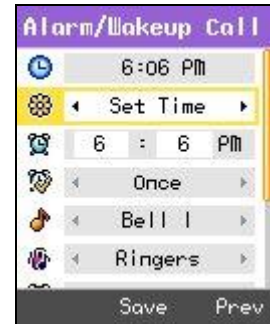 Alarm/Wakeup Call
6:06 PM
Set Time
6 : 6 PM
Once
Bell 1
Ringers
Save Prev